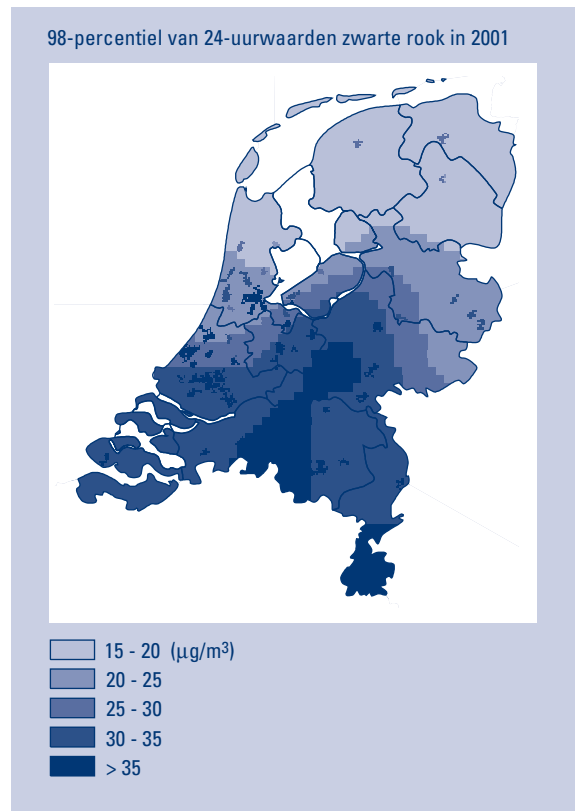 98-percentiel van 24-uurwaarden zwarte rook in 2001
15 - 20 (µg/m³)
20 - 25
25 - 30
30 - 35
> 35